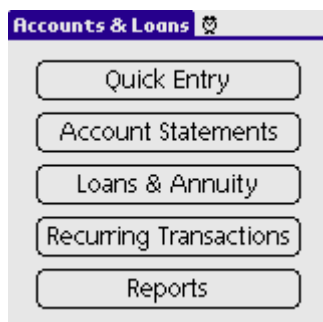 Accounts & Loans
Quick Entry
Account Statements
Loans & Annuity
Recurring Transactions
Reports